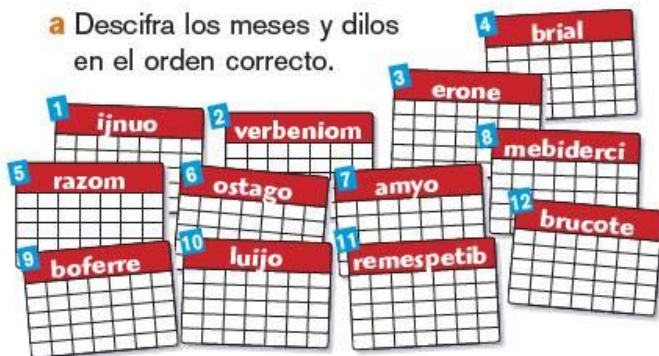 a Descifra los meses y dilos
en el orden correcto.
1 ijnuo
2 verbeniom
3 erone
4 brial
5 razom
6 ostago
7 amyo
8 mebiderci
9 boferre
10 luijo
11 remespetib
12 brucote